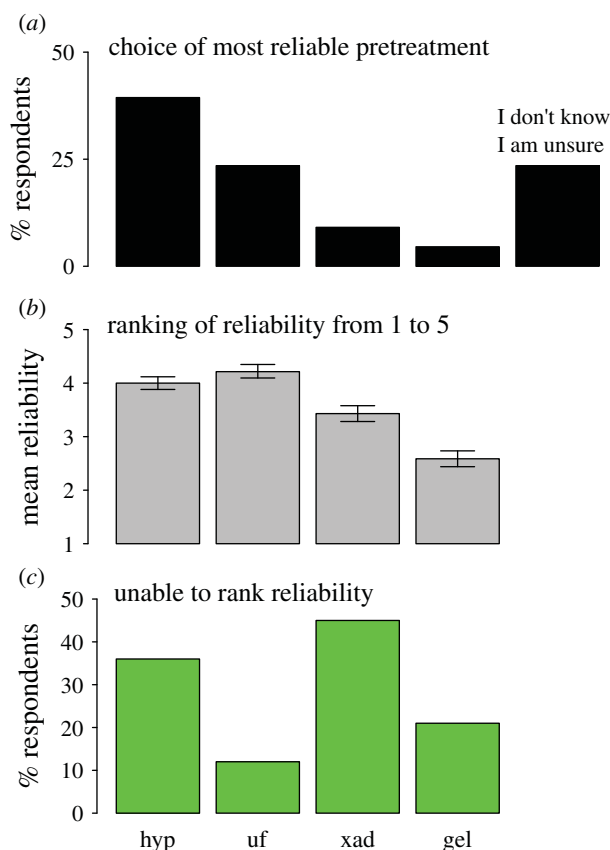 (a)
choice of most reliable pretreatment
50
25
0
% respondents
I don't know
I am unsure
(b)
ranking of reliability from 1 to 5
5
4
3
2
1
mean reliability
(c)
unable to rank reliability
50
40
30
20
10
0
% respondents
hyp uf xad gel